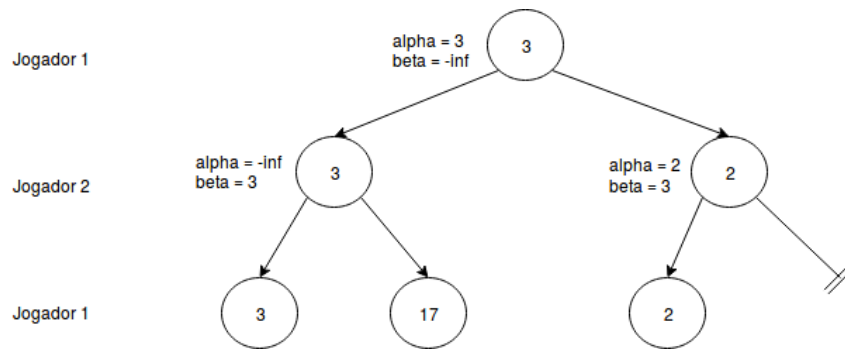 Jogador 1
alpha = 3
beta = -inf
3
Jogador 2
alpha = -inf
beta = 3
3
alpha = 2
beta = 3
2
Jogador 1
3
17
2